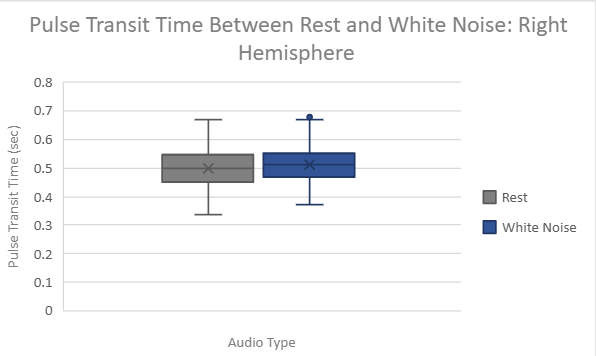 Pulse Transit Time Between Rest and White Noise: Right
Hemisphere
0.8
0.7
0.6
0.5
0.4
0.3
0.2
0.1
0
Pulse Transit Time (sec)
Audio Type
Rest
White Noise